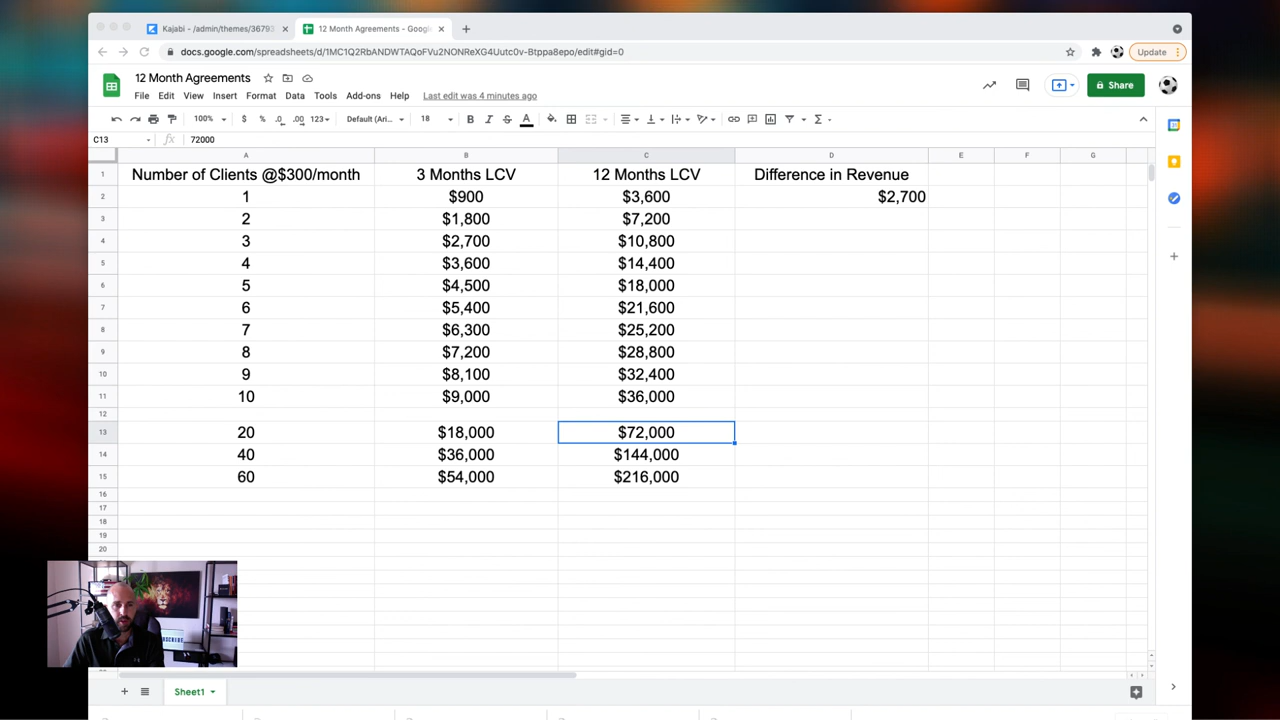 Kajabi - /admin/themes/36793
12 Month Agreements - Google
docs.google.com/spreadsheets/d/1MC1Q2RbANDWTAQoFVu2NONReXG4Uutc0v-Btppa8epo/edit#gid=0
Update
12 Month Agreements
File Edit View Insert Format Data Tools Add-ons Help Last edit was 4 minutes ago
Share
100% $ % .0 .00 123 Default (Ari... 18 B I S A
C13 fx 72000
A B C D E F G
1 Number of Clients @$300/month 3 Months LCV 12 Months LCV Difference in Revenue
2 1 $900 $3,600 $2,700
3 2 $1,800 $7,200
4 3 $2,700 $10,800
5 4 $3,600 $14,400
6 5 $4,500 $18,000
7 6 $5,400 $21,600
8 7 $6,300 $25,200
9 8 $7,200 $28,800
10 9 $8,100 $32,400
11 10 $9,000 $36,000
12
13 20 $18,000 $72,000
14 40 $36,000 $144,000
15 60 $54,000 $216,000
16
17
18
19
20
Sheet1